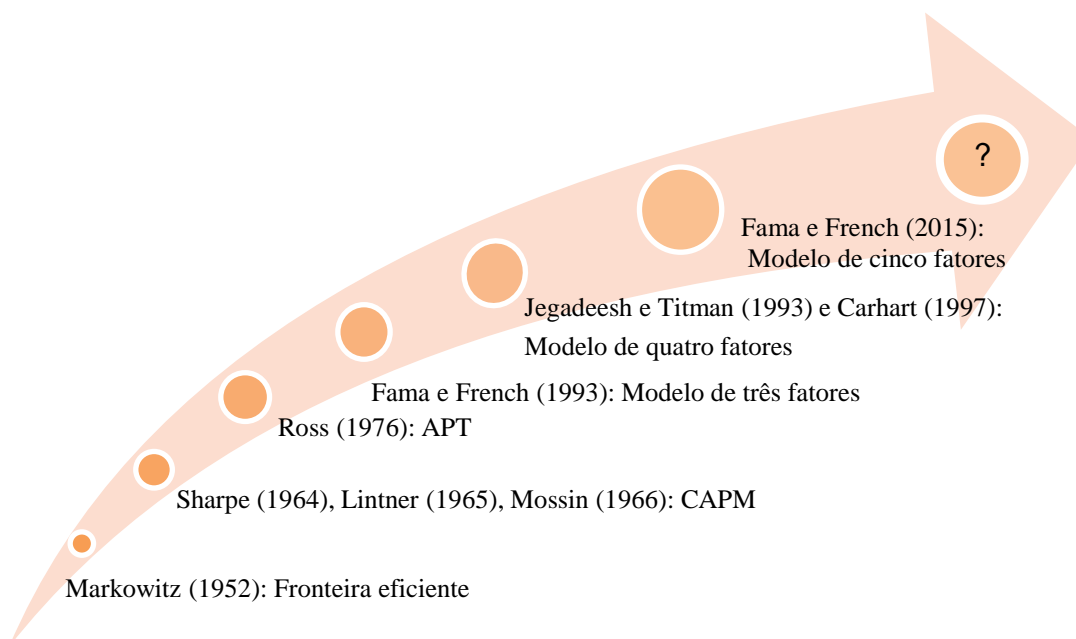 ?
Fama e French (2015):
Modelo de cinco fatores
Jegadeesh e Titman (1993) e Carhart (1997):
Modelo de quatro fatores
Fama e French (1993): Modelo de três fatores
Ross (1976): APT
Sharpe (1964), Lintner (1965), Mossin (1966): CAPM
Markowitz (1952): Fronteira eficiente